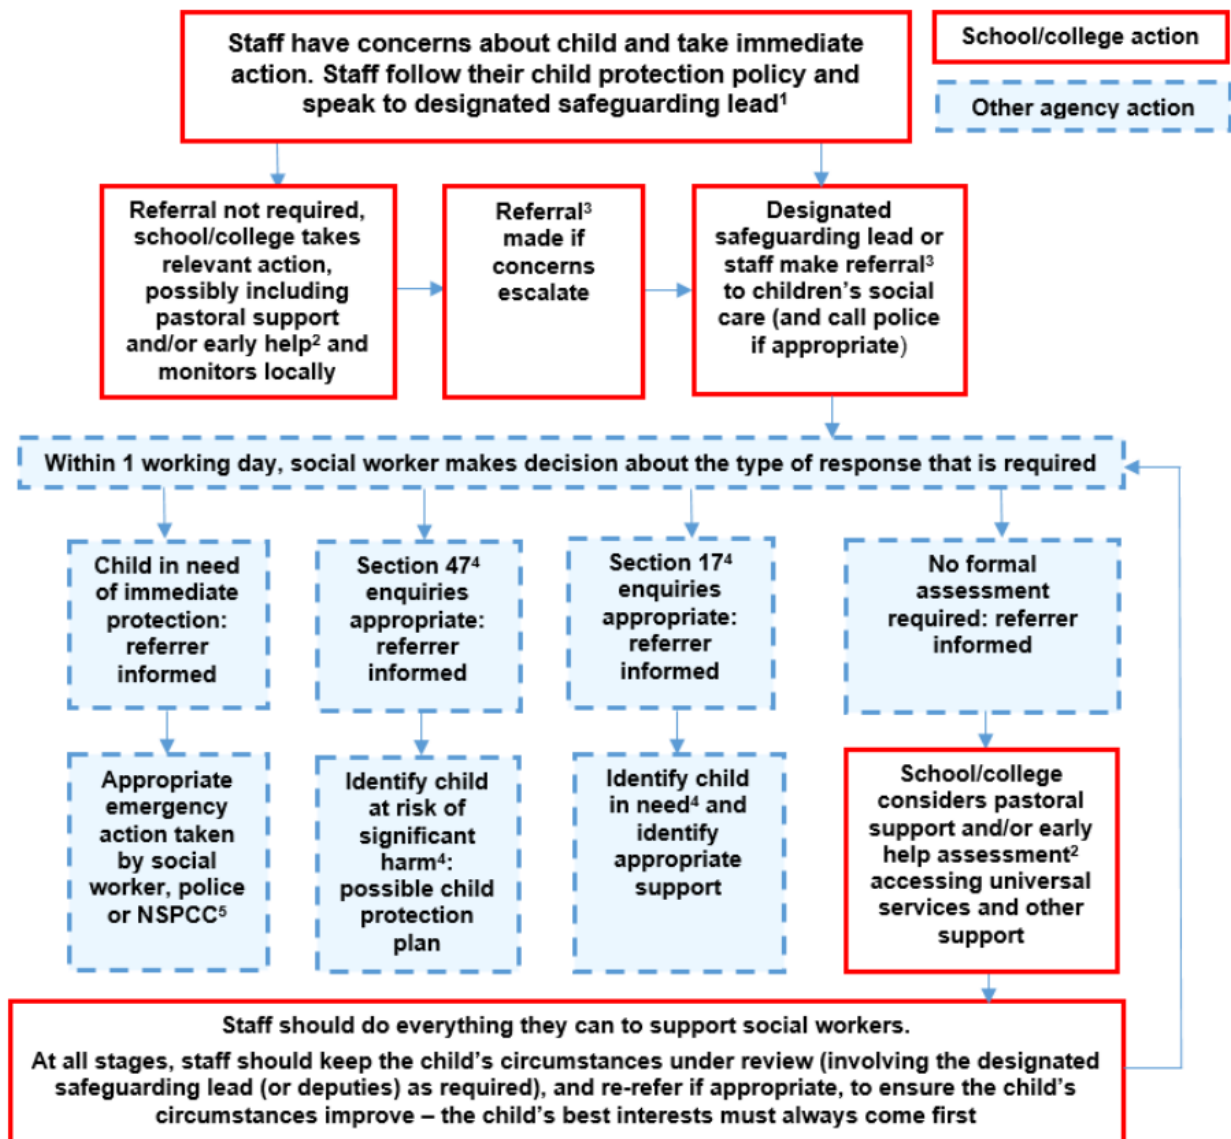 Staff have concerns about child and take immediate
action. Staff follow their child protection policy and
speak to designated safeguarding lead¹
School/college action
Other agency action
Referral not required,
school/college takes
relevant action,
possibly including
pastoral support
and/or early help² and
monitors locally
Referral³
made if
concerns
escalate
Designated
safeguarding lead or
staff make referral³
to children’s social
care (and call police
if appropriate)
Within 1 working day, social worker makes decision about the type of response that is required
Child in need
of immediate
protection:
referrer
informed
Section 47⁴
enquiries
appropriate:
referrer
informed
Section 17⁴
enquiries
appropriate:
referrer
informed
No formal
assessment
required: referrer
informed
Appropriate
emergency
action taken
by social
worker, police
or NSPCC⁵
Identify child
at risk of
significant
harm⁴:
possible child
protection
plan
Identify child
in need⁴ and
identify
appropriate
support
School/college
considers pastoral
support and/or early
help assessment²
accessing universal
services and other
support
Staff should do everything they can to support social workers.
At all stages, staff should keep the child’s circumstances under review (involving the designated
safeguarding lead (or deputies) as required), and re-refer if appropriate, to ensure the child’s
circumstances improve – the child’s best interests must always come first